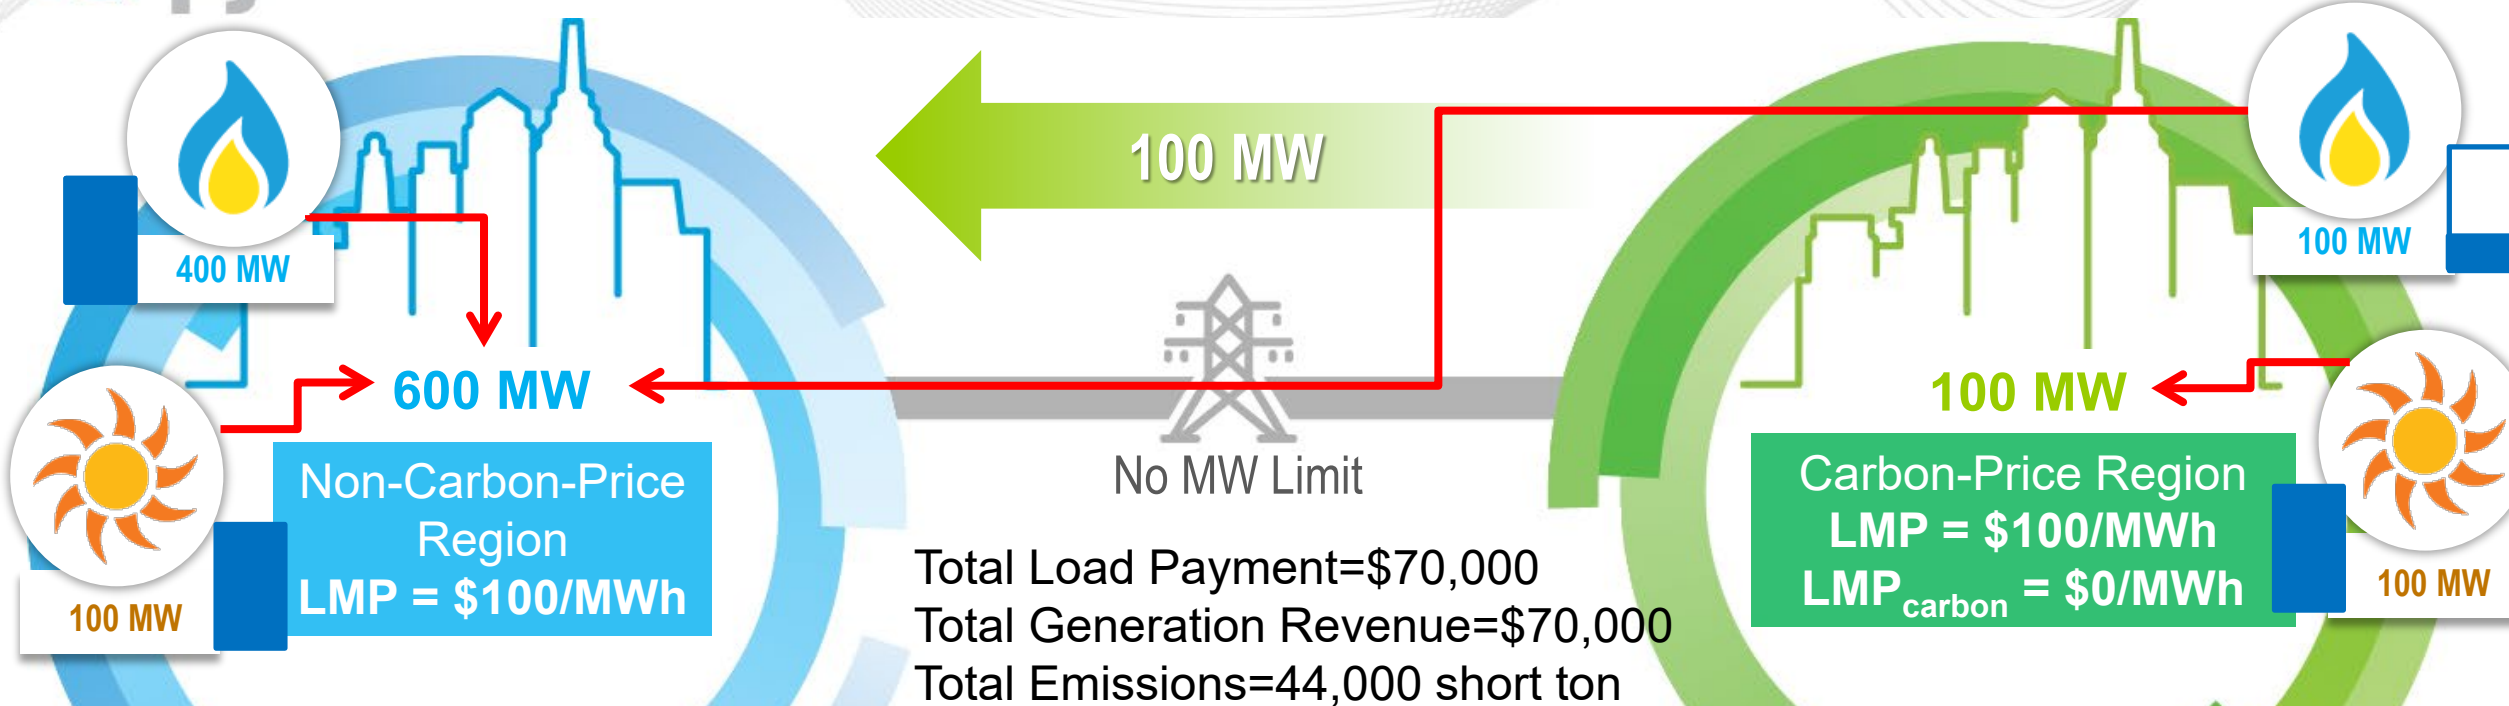 100 MW
400 MW
100 MW
600 MW
100 MW
Non-Carbon-Price
Region
LMP = $100/MWh
100 MW
No MW Limit
Carbon-Price Region
LMP = $100/MWh
LMPcarbon = $0/MWh
100 MW
Total Load Payment=$70,000
Total Generation Revenue=$70,000
Total Emissions=44,000 short ton